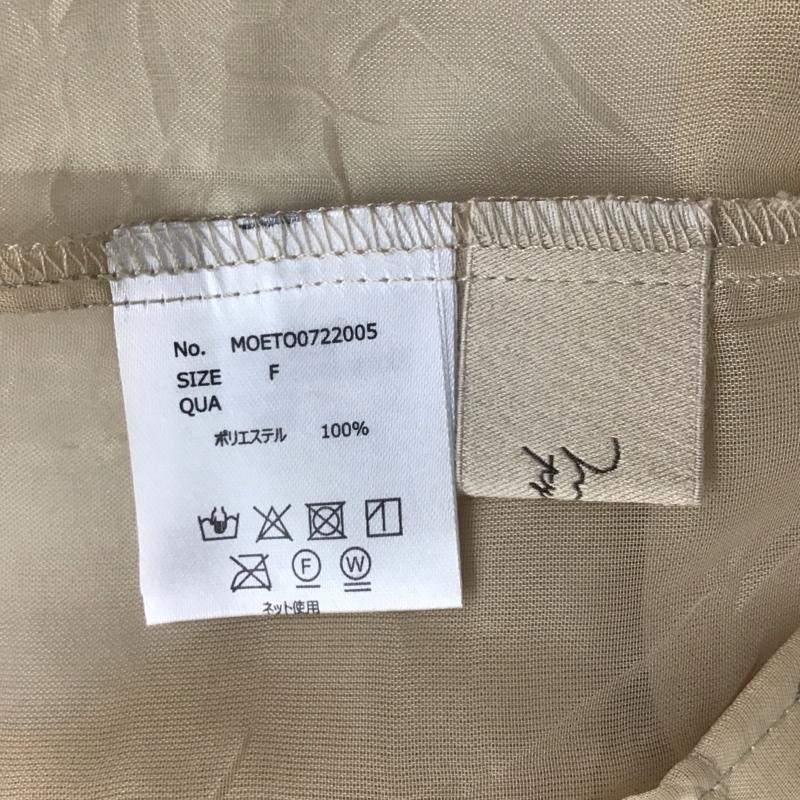 No. MOETO0722005
SIZE F
QUA
ポリエステル 100%
F W
ネット使用